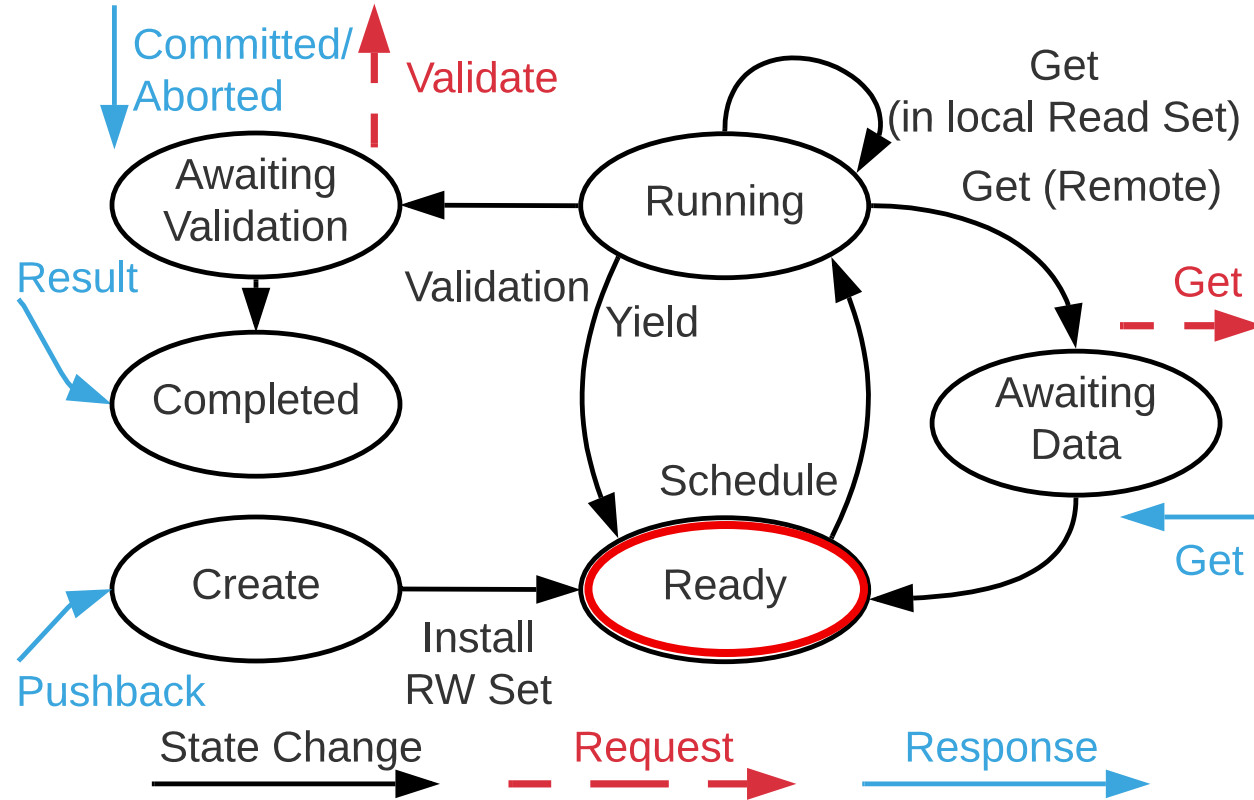 Committed/
Aborted
Validate
Get
(in local Read Set)
Get (Remote)
Awaiting
Validation
Running
Result
Validation
Yield
Get
Completed
Awaiting
Data
Schedule
Create
Ready
Get
Install
RW Set
Pushback
State Change
Request
Response